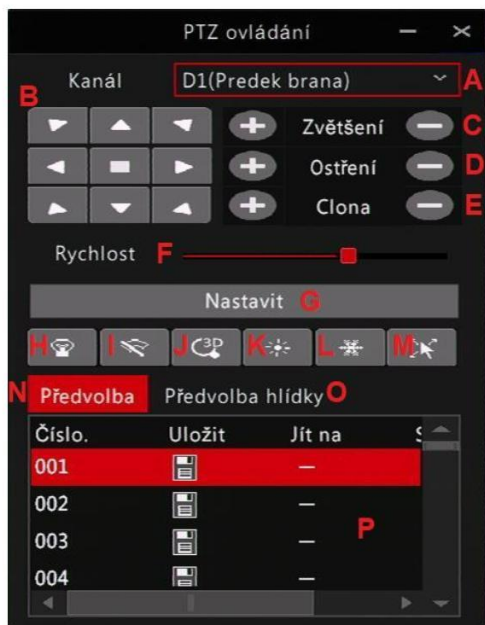 PTZ ovládání
Kanál D1(Predek brana) A
B
Zvětšení C
Ostření D
Clona E
Rychlost F
Nastavit G
H I J 3D K L M
N Předvolba Předvolba hlídky O
Číslo. Uložit Jít na S
001 —
002 —
003 — P
004 —